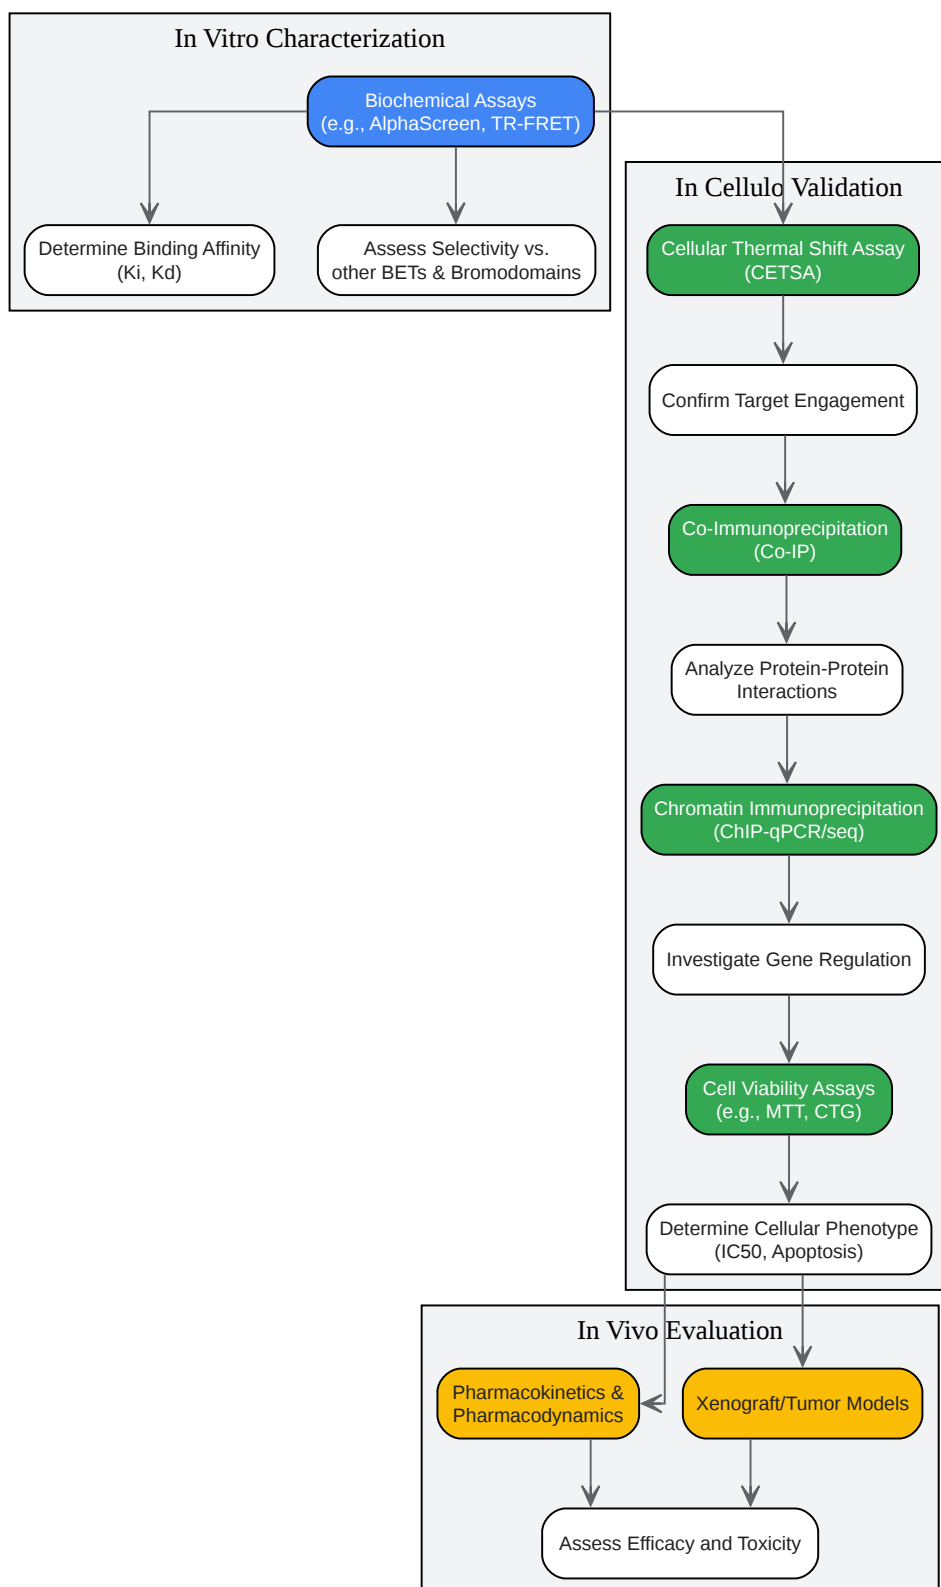 In Vitro Characterization
Biochemical Assays
(e.g., AlphaScreen, TR-FRET)
Determine Binding Affinity
(Ki, Kd)
Assess Selectivity vs.
other BETs & Bromodomains
In Cellulo Validation
Cellular Thermal Shift Assay
(CETSA)
Confirm Target Engagement
Co-Immunoprecipitation
(Co-IP)
Analyze Protein-Protein
Interactions
Chromatin Immunoprecipitation
(ChIP-qPCR/seq)
Investigate Gene Regulation
Cell Viability Assays
(e.g., MTT, CTG)
Determine Cellular Phenotype
(IC50, Apoptosis)
In Vivo Evaluation
Pharmacokinetics &
Pharmacodynamics
Xenograft/Tumor Models
Assess Efficacy and Toxicity